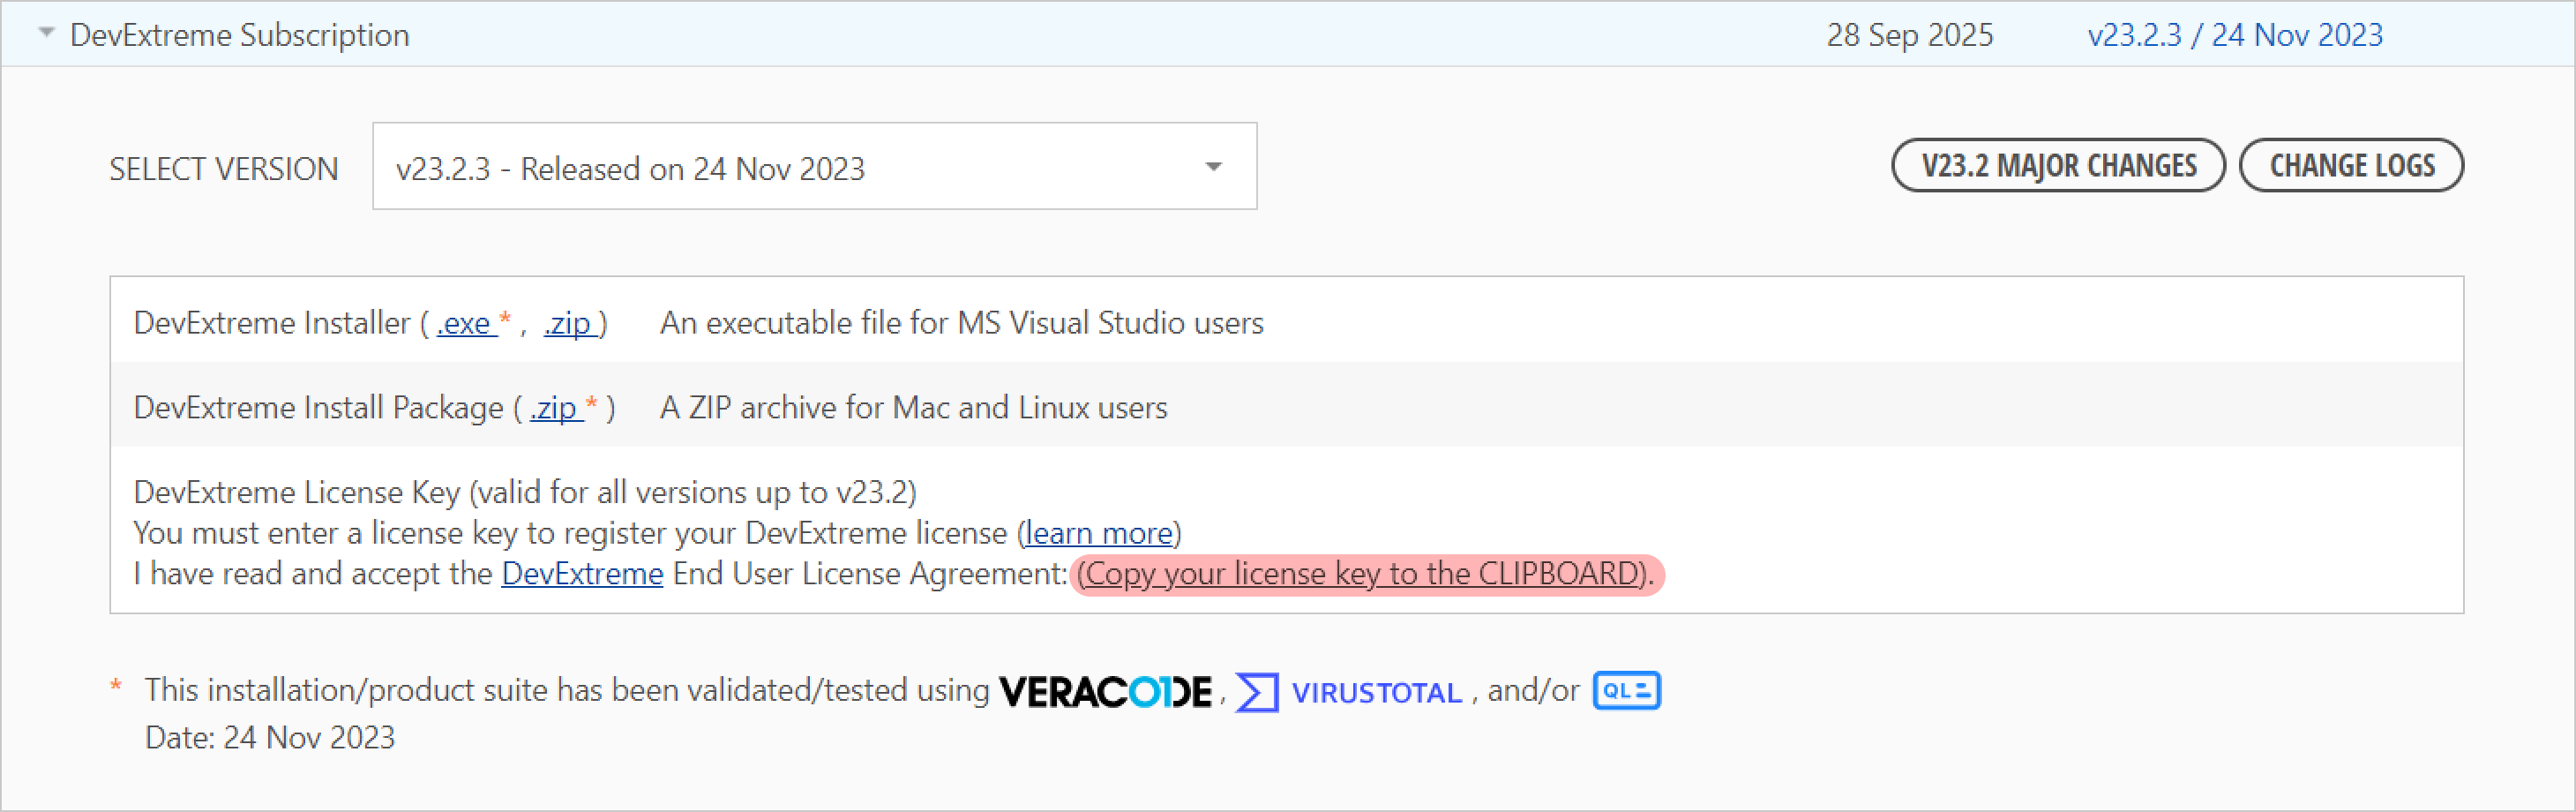 DevExtreme Subscription 28 Sep 2025 v23.2.3 / 24 Nov 2023
SELECT VERSION v23.2.3 - Released on 24 Nov 2023 V23.2 MAJOR CHANGES CHANGE LOGS
DevExtreme Installer ( .exe * , .zip ) An executable file for MS Visual Studio users
DevExtreme Install Package ( .zip * ) A ZIP archive for Mac and Linux users
DevExtreme License Key (valid for all versions up to v23.2)
You must enter a license key to register your DevExtreme license (learn more)
I have read and accept the DevExtreme End User License Agreement: (Copy your license key to the CLIPBOARD).
* This installation/product suite has been validated/tested using VERACODE , VIRUSTOTAL , and/or QL
Date: 24 Nov 2023